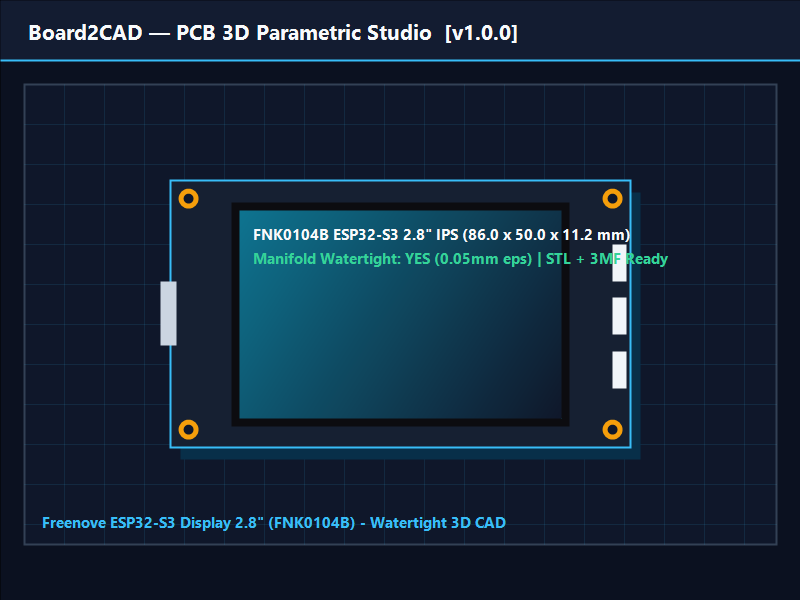 Board2CAD — PCB 3D Parametric Studio [v1.0.0]
FNK0104B ESP32-S3 2.8" IPS (86.0 x 50.0 x 11.2 mm)
Manifold Watertight: YES (0.05mm eps) | STL + 3MF Ready
Freenove ESP32-S3 Display 2.8" (FNK0104B) - Watertight 3D CAD